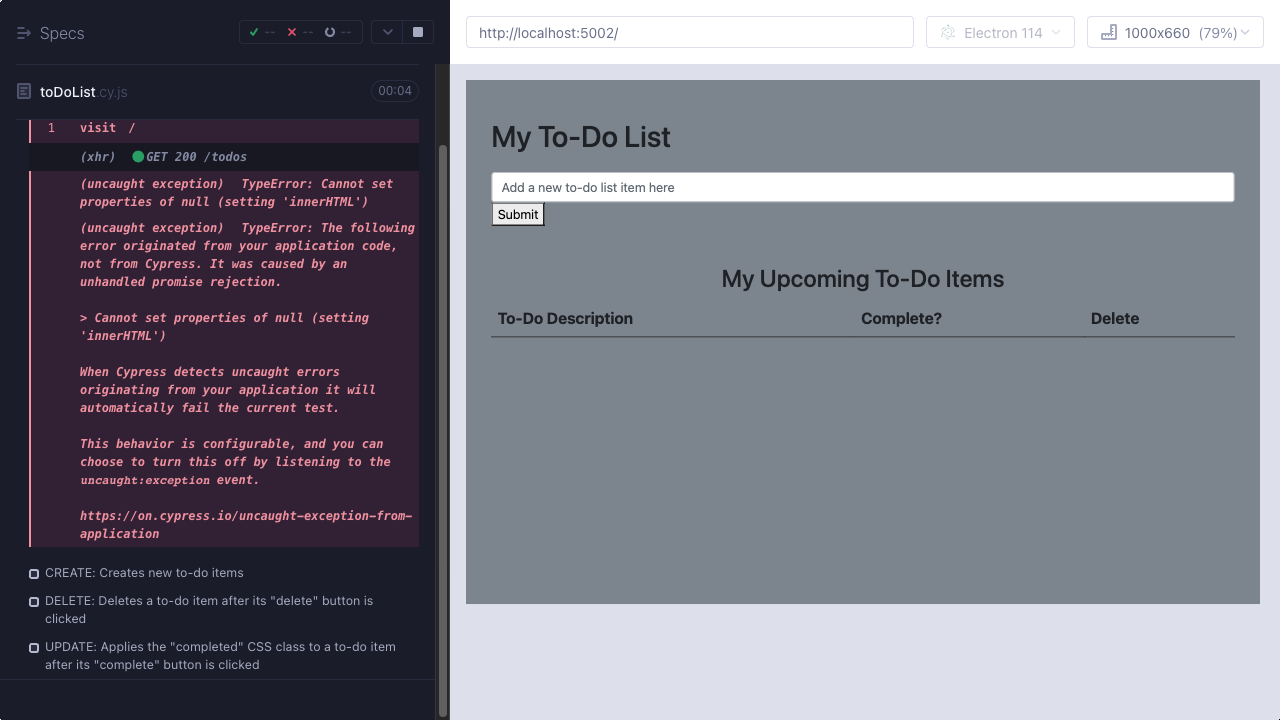 Specs
-- -- --
http://localhost:5002/
Electron 114
1000x660 (79%)
toDoList.cy.js
00:04
1 visit /
(xhr) GET 200 /todos
(uncaught exception) TypeError: Cannot set
properties of null (setting 'innerHTML')
(uncaught exception) TypeError: The following
error originated from your application code,
not from Cypress. It was caused by an
unhandled promise rejection.
> Cannot set properties of null (setting
'innerHTML')
When Cypress detects uncaught errors
originating from your application it will
automatically fail the current test.
This behavior is configurable, and you can
choose to turn this off by listening to the
uncaught:exception event.
https://on.cypress.io/uncaught-exception-from-
application
CREATE: Creates new to-do items
DELETE: Deletes a to-do item after its "delete" button is
clicked
UPDATE: Applies the "completed" CSS class to a to-do item
after its "complete" button is clicked
My To-Do List
Add a new to-do list item here
Submit
My Upcoming To-Do Items
To-Do Description Complete? Delete